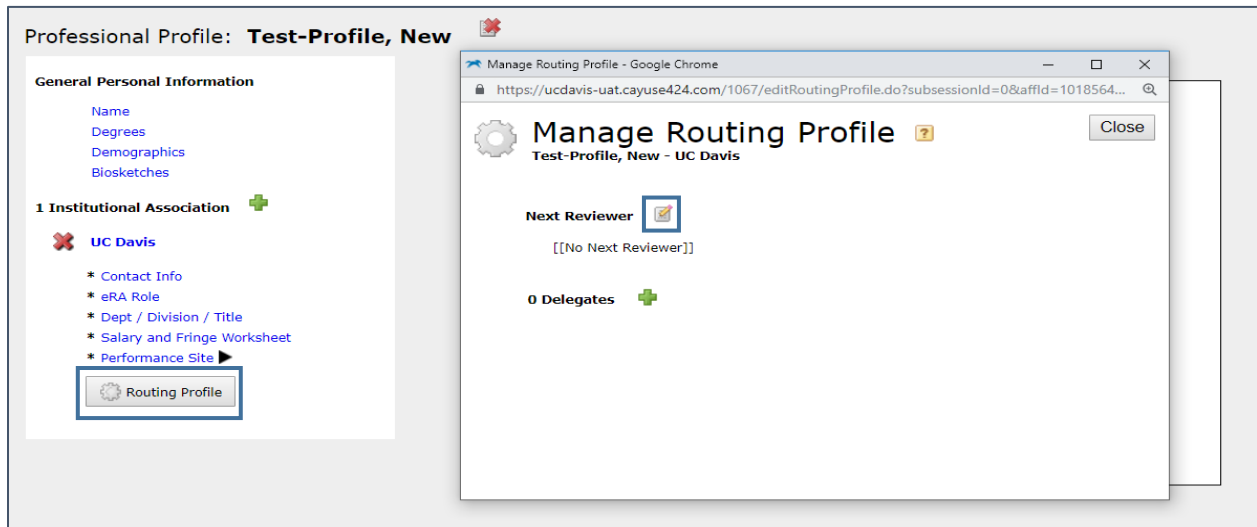 Professional Profile: Test-Profile, New
General Personal Information
Name
Degrees
Demographics
Biosketches
1 Institutional Association
UC Davis
* Contact Info
* eRA Role
* Dept / Division / Title
* Salary and Fringe Worksheet
* Performance Site
Routing Profile
Manage Routing Profile - Google Chrome
https://ucdavis-uat.cayuse424.com/1067/editRoutingProfile.do?subsessionId=0&affId=1018564...
Manage Routing Profile ?
Close
Test-Profile, New - UC Davis
Next Reviewer
[[No Next Reviewer]]
0 Delegates